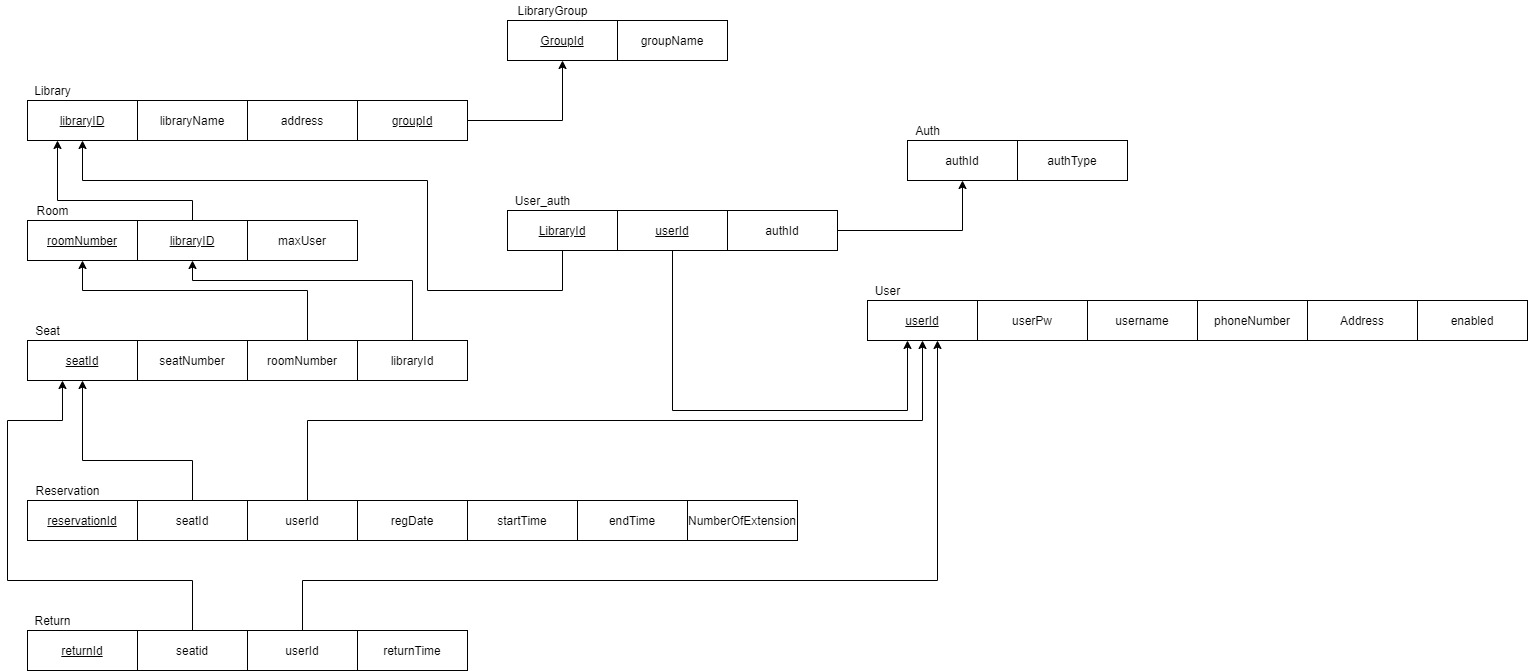 LibraryGroup
GroupId groupName
Library
libraryID libraryName address groupId
Auth
authId authType
User_auth
LibraryId userId authId
Room
roomNumber libraryID maxUser
User
userId userPw username phoneNumber Address enabled
Seat
seatId seatNumber roomNumber libraryId
Reservation
reservationId seatId userId regDate startTime endTime NumberOfExtension
Return
returnId seatid userId returnTime